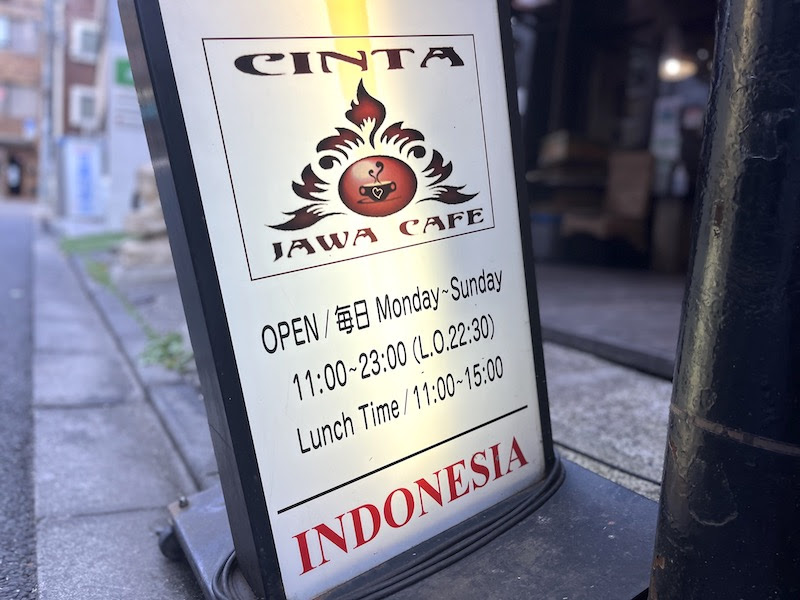 CINTA
JAWA CAFE
OPEN / 毎日 Monday~Sunday
11:00~23:00 (L.O.22:30)
Lunch Time / 11:00~15:00
INDONESIA